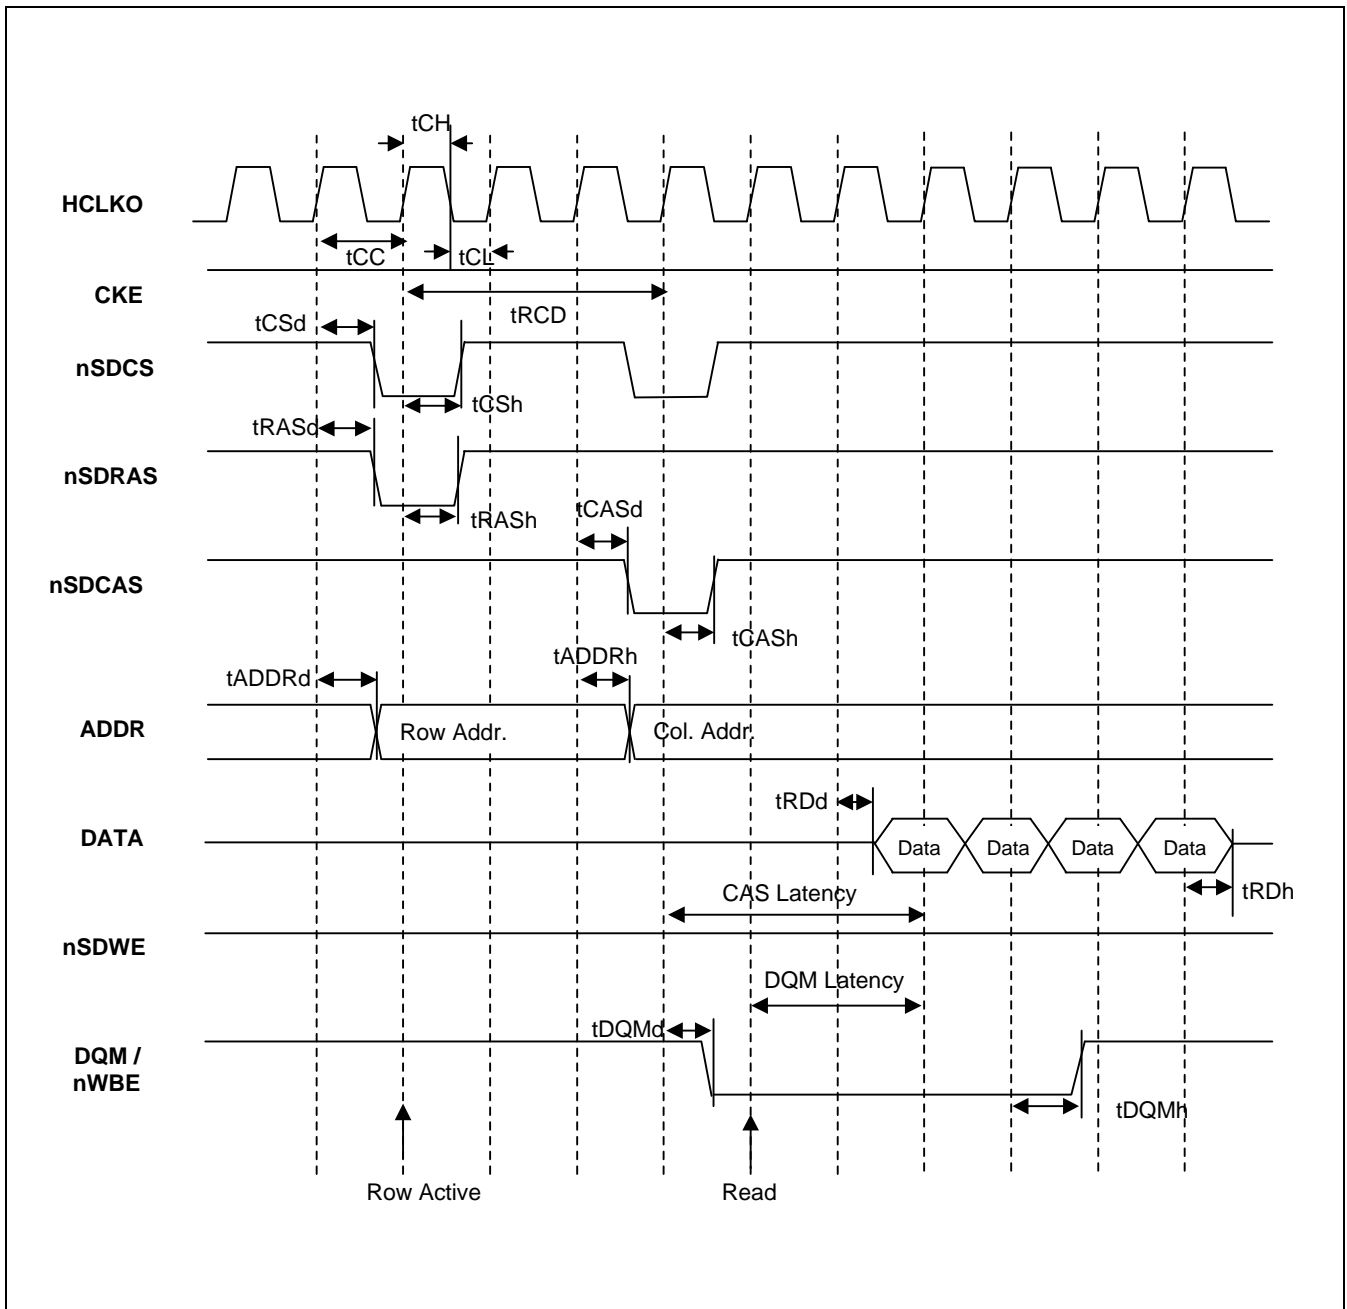 tCH
HCLKO
tCC
tCL
CKE
tRCD
tCSd
nSDCS
tCSh
tRASd
nSDRAS
tRASh
tCASd
nSDCAS
tCASh
tADDRh
tADDRd
ADDR
Row Addr.
Col. Addr.
tRDd
DATA
Data
Data
Data
Data
CAS Latency
tRDh
nSDWE
DQM Latency
tDQMd
DQM /
nWBE
tDQMh
Row Active
Read